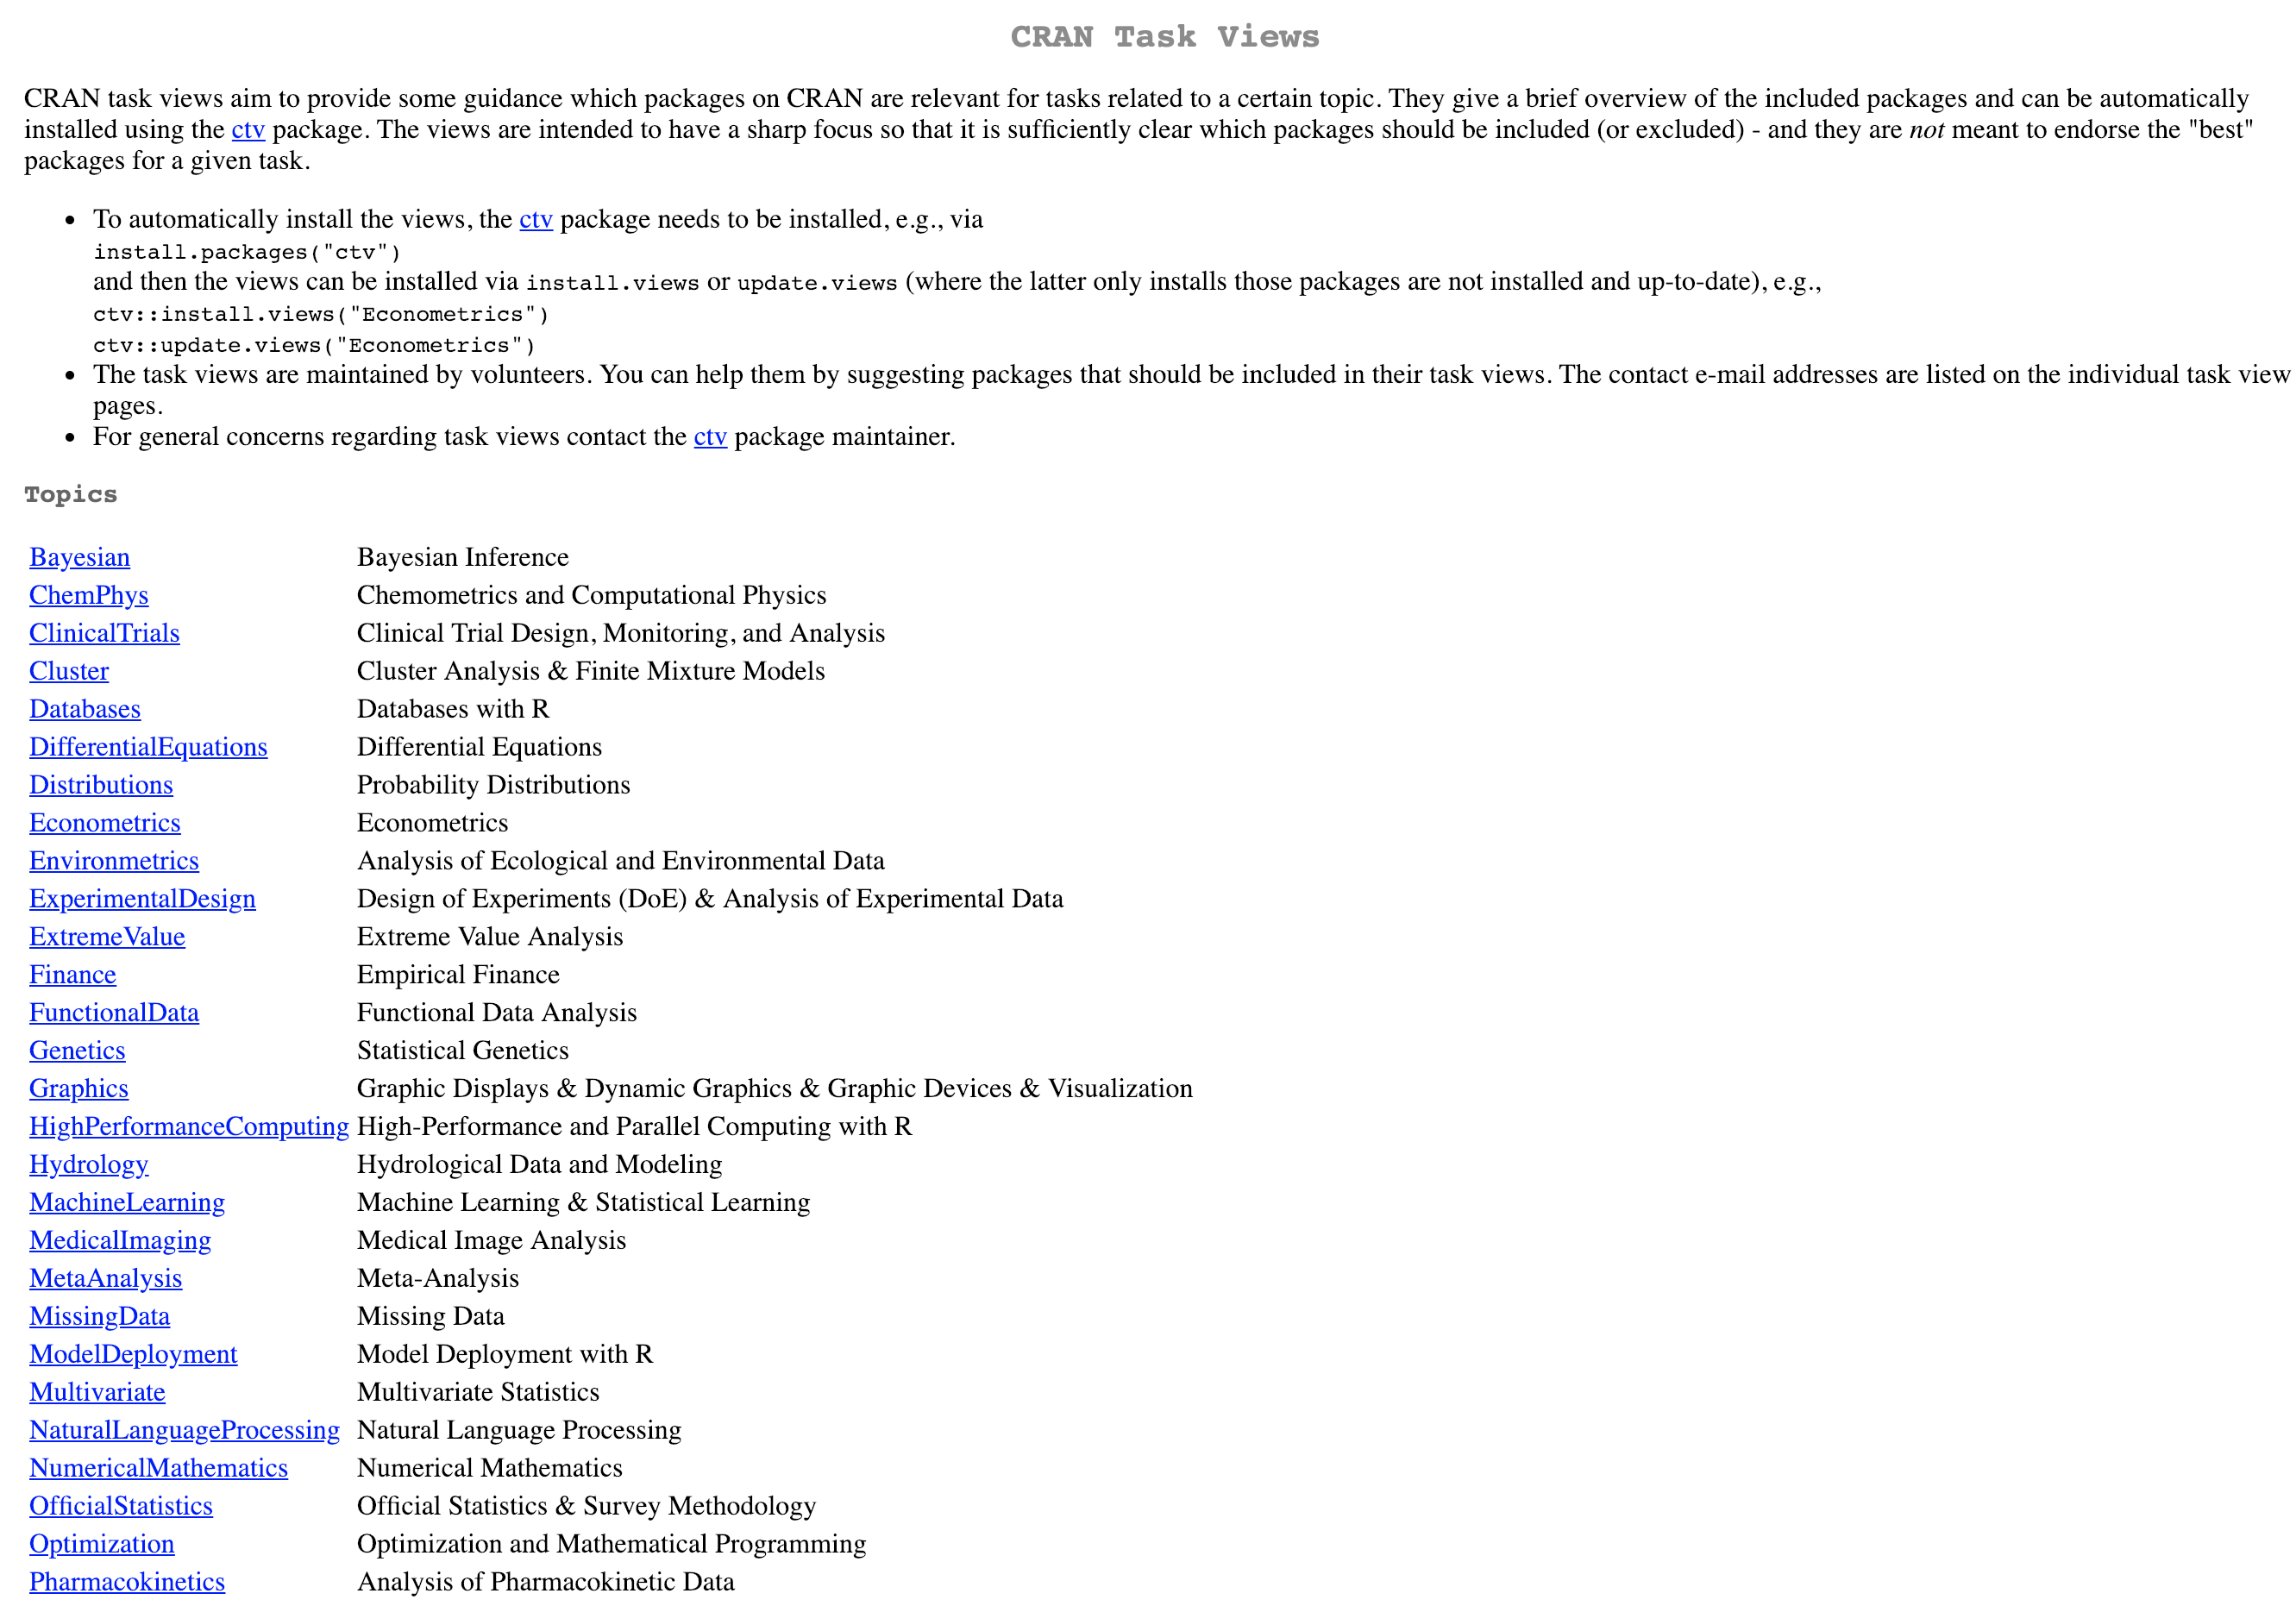 CRAN Task Views
CRAN task views aim to provide some guidance which packages on CRAN are relevant for tasks related to a certain topic. They give a brief overview of the included packages and can be automatically
installed using the ctv package. The views are intended to have a sharp focus so that it is sufficiently clear which packages should be included (or excluded) - and they are not meant to endorse the "best"
packages for a given task.
• To automatically install the views, the ctv package needs to be installed, e.g., via
install.packages("ctv")
and then the views can be installed via install.views or update.views (where the latter only installs those packages are not installed and up-to-date), e.g.,
ctv::install.views("Econometrics")
ctv::update.views("Econometrics")
• The task views are maintained by volunteers. You can help them by suggesting packages that should be included in their task views. The contact e-mail addresses are listed on the individual task view
pages.
• For general concerns regarding task views contact the ctv package maintainer.
Topics
Bayesian Bayesian Inference
ChemPhys Chemometrics and Computational Physics
ClinicalTrials Clinical Trial Design, Monitoring, and Analysis
Cluster Cluster Analysis & Finite Mixture Models
Databases Databases with R
DifferentialEquations Differential Equations
Distributions Probability Distributions
Econometrics Econometrics
Environmetrics Analysis of Ecological and Environmental Data
ExperimentalDesign Design of Experiments (DoE) & Analysis of Experimental Data
ExtremeValue Extreme Value Analysis
Finance Empirical Finance
FunctionalData Functional Data Analysis
Genetics Statistical Genetics
Graphics Graphic Displays & Dynamic Graphics & Graphic Devices & Visualization
HighPerformanceComputing High-Performance and Parallel Computing with R
Hydrology Hydrological Data and Modeling
MachineLearning Machine Learning & Statistical Learning
MedicalImaging Medical Image Analysis
MetaAnalysis Meta-Analysis
MissingData Missing Data
ModelDeployment Model Deployment with R
Multivariate Multivariate Statistics
NaturalLanguageProcessing Natural Language Processing
NumericalMathematics Numerical Mathematics
OfficialStatistics Official Statistics & Survey Methodology
Optimization Optimization and Mathematical Programming
Pharmacokinetics Analysis of Pharmacokinetic Data